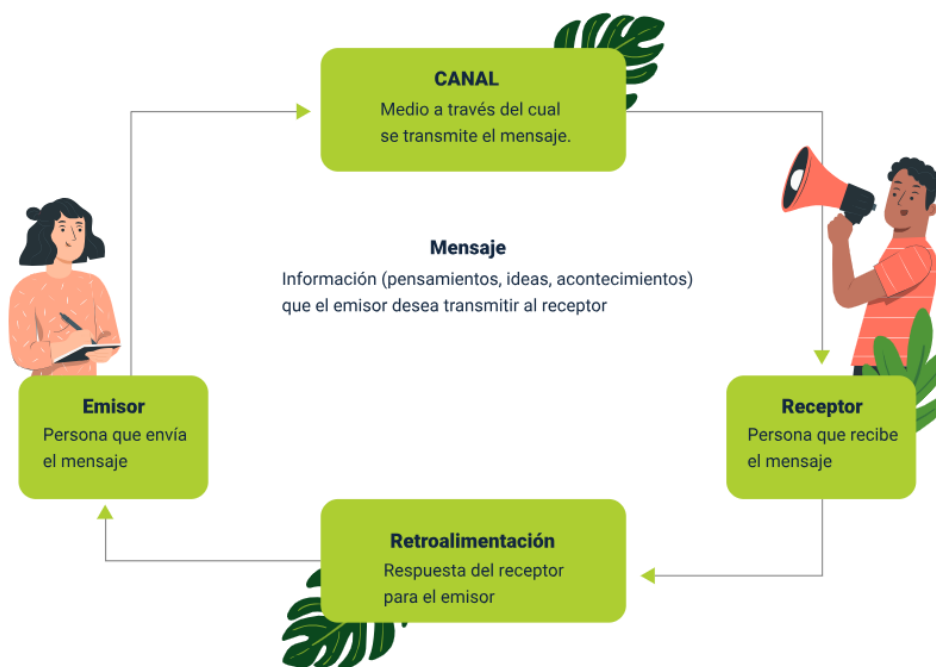 CANAL
Medio a través del cual
se transmite el mensaje.
Mensaje
Información (pensamientos, ideas, acontecimientos)
que el emisor desea transmitir al receptor
Emisor
Persona que envía
el mensaje
Receptor
Persona que recibe
el mensaje
Retroalimentación
Respuesta del receptor
para el emisor